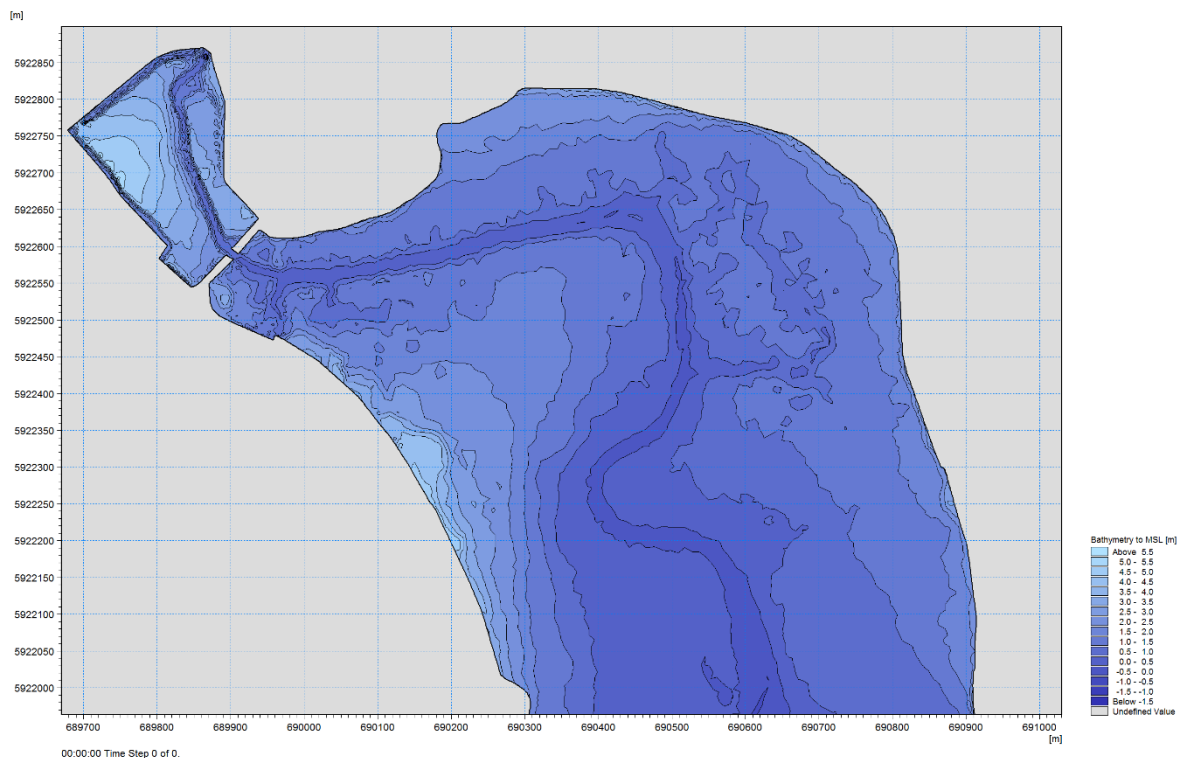 [m]
5922850
5922800
5922750
5922700
5922650
5922600
5922550
5922500
5922450
5922400
5922350
5922300
5922250
5922200
5922150
5922100
5922050
5922000
689700 689800 689900 690000 690100 690200 690300 690400 690500 690600 690700 690800 690900 691000
[m]
00:00:00 Time Step 0 of 0.
Bathymetry to MSL [m]
Above 5.5
5.0 - 5.5
4.5 - 5.0
4.0 - 4.5
3.5 - 4.0
3.0 - 3.5
2.5 - 3.0
2.0 - 2.5
1.5 - 2.0
1.0 - 1.5
0.5 - 1.0
0.0 - 0.5
-0.5 - 0.0
-1.0 - -0.5
-1.5 - -1.0
Below -1.5
Undefined Value